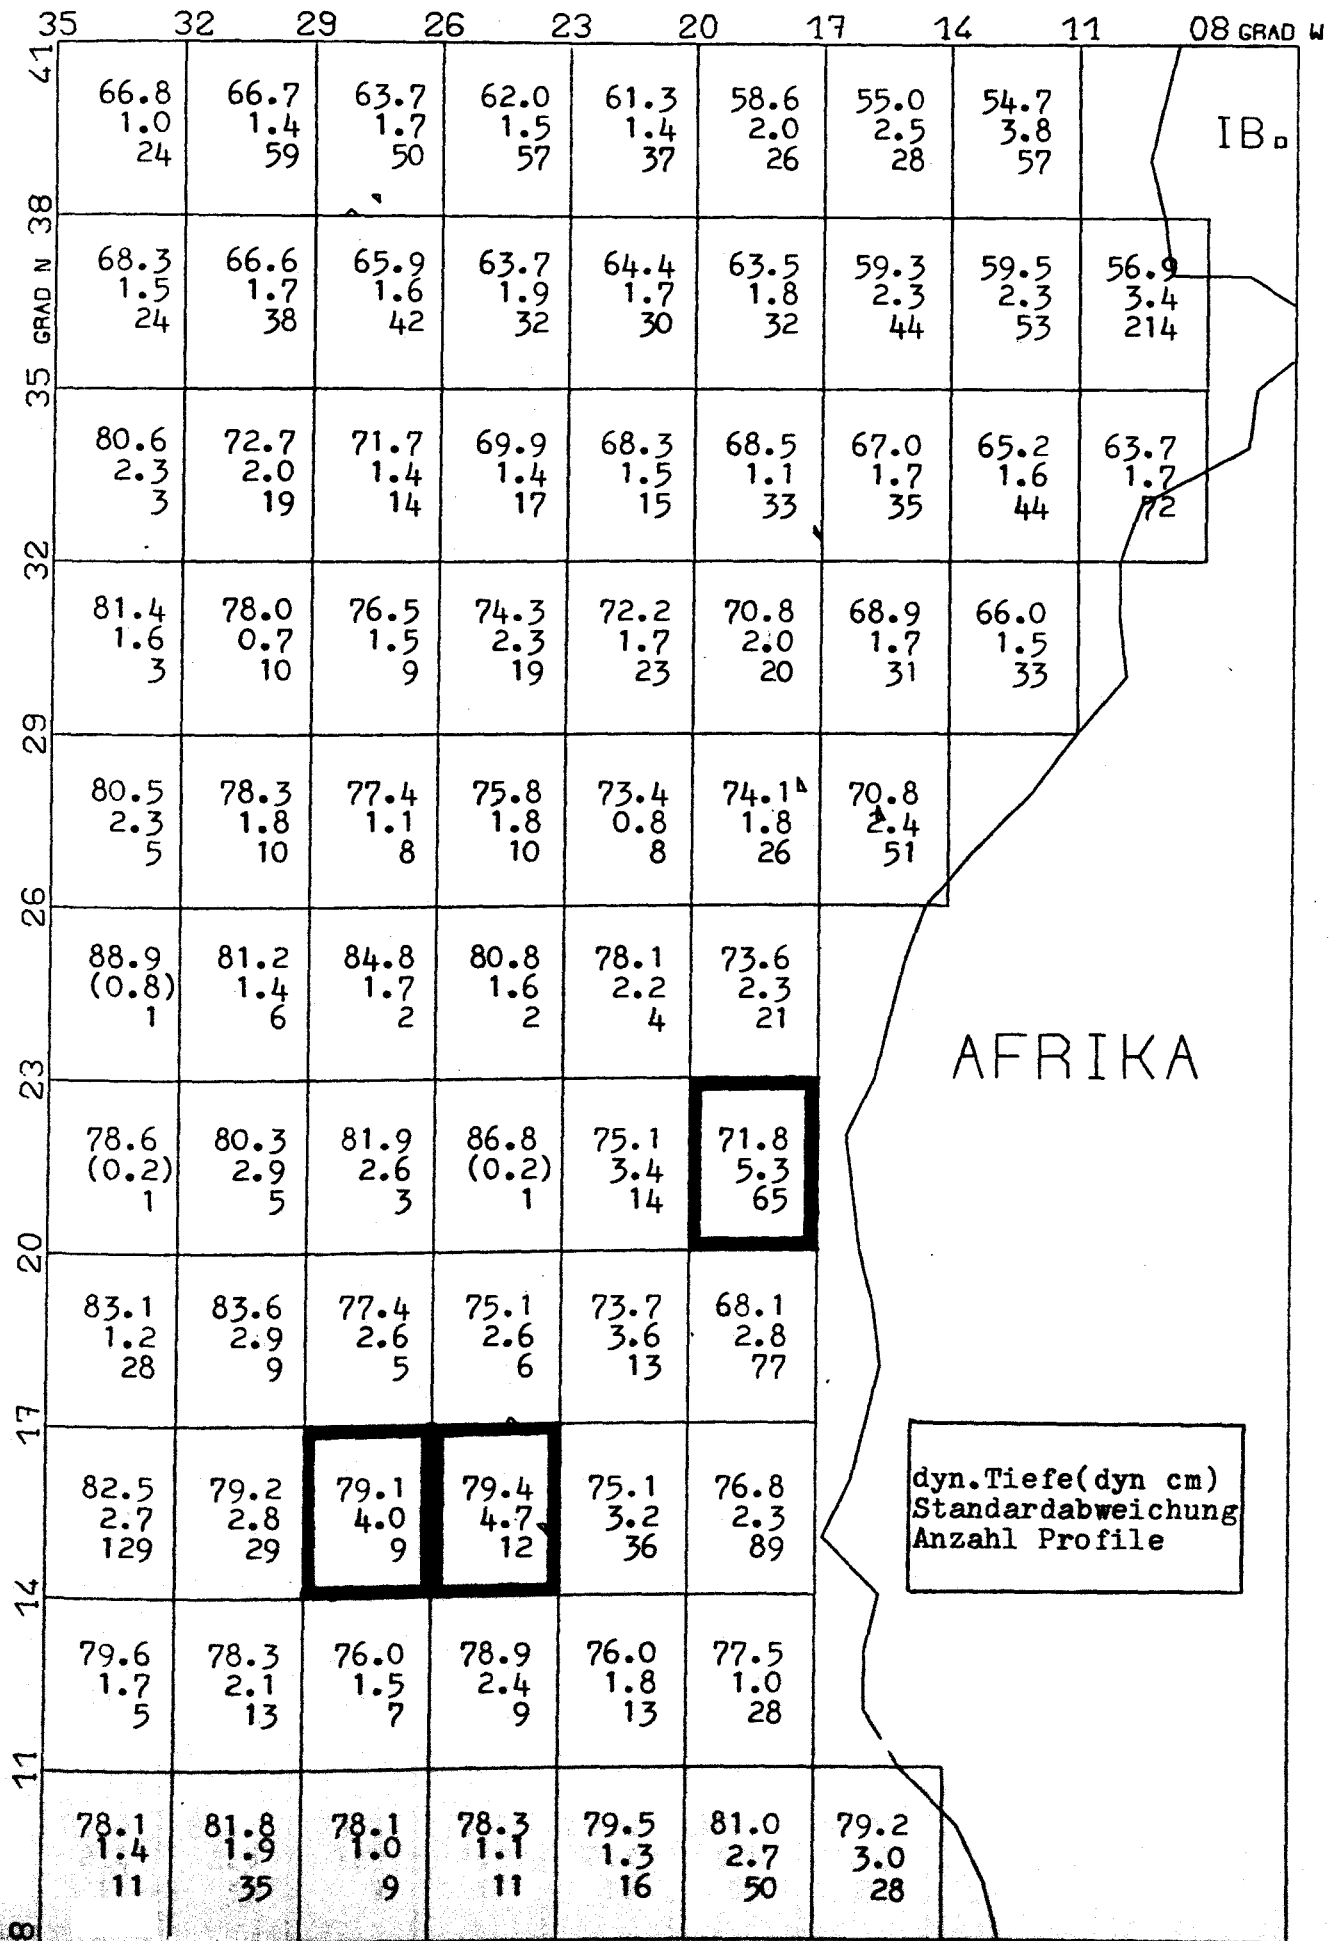 35 32 29 26 23 20 17 14 11 08 GRAD W
41
66.8 66.7 63.7 62.0 61.3 58.6 55.0 54.7
1.0 1.4 1.7 1.5 1.4 2.0 2.5 3.8
24 59 50 57 37 26 28 57
IB.
38
GRAD N
68.3 66.6 65.9 63.7 64.4 63.5 59.3 59.5 56.9
1.5 1.7 1.6 1.9 1.7 1.8 2.3 2.3 3.4
24 38 42 32 30 32 44 53 214
35
80.6 72.7 71.7 69.9 68.3 68.5 67.0 65.2 63.7
2.3 2.0 1.4 1.4 1.5 1.1 1.7 1.6 1.7
3 19 14 17 15 33 35 44 72
32
81.4 78.0 76.5 74.3 72.2 70.8 68.9 66.0
1.6 0.7 1.5 2.3 1.7 2.0 1.7 1.5
3 10 9 19 23 20 31 33
29
80.5 78.3 77.4 75.8 73.4 74.1 70.8
2.3 1.8 1.1 1.8 0.8 1.8 2.4
5 10 8 10 8 26 51
26
88.9 81.2 84.8 80.8 78.1 73.6
(0.8) 1.4 1.7 1.6 2.2 2.3
1 6 2 2 4 21
AFRIKA
23
78.6 80.3 81.9 86.8 75.1 71.8
(0.2) 2.9 2.6 (0.2) 3.4 5.3
1 5 3 1 14 65
20
83.1 83.6 77.4 75.1 73.7 68.1
1.2 2.9 2.6 2.6 3.6 2.8
28 9 5 6 13 77
17
82.5 79.2 79.1 79.4 75.1 76.8
2.7 2.8 4.0 4.7 3.2 2.3
129 29 9 12 36 89
dyn.Tiefe(dyn cm)
Standardabweichung
Anzahl Profile
14
79.6 78.3 76.0 78.9 76.0 77.5
1.7 2.1 1.5 2.4 1.8 1.0
5 13 7 9 13 28
11
78.1 81.8 78.1 78.3 79.5 81.0 79.2
1.4 1.9 1.0 1.1 1.3 2.7 3.0
11 35 9 11 16 50 28
8